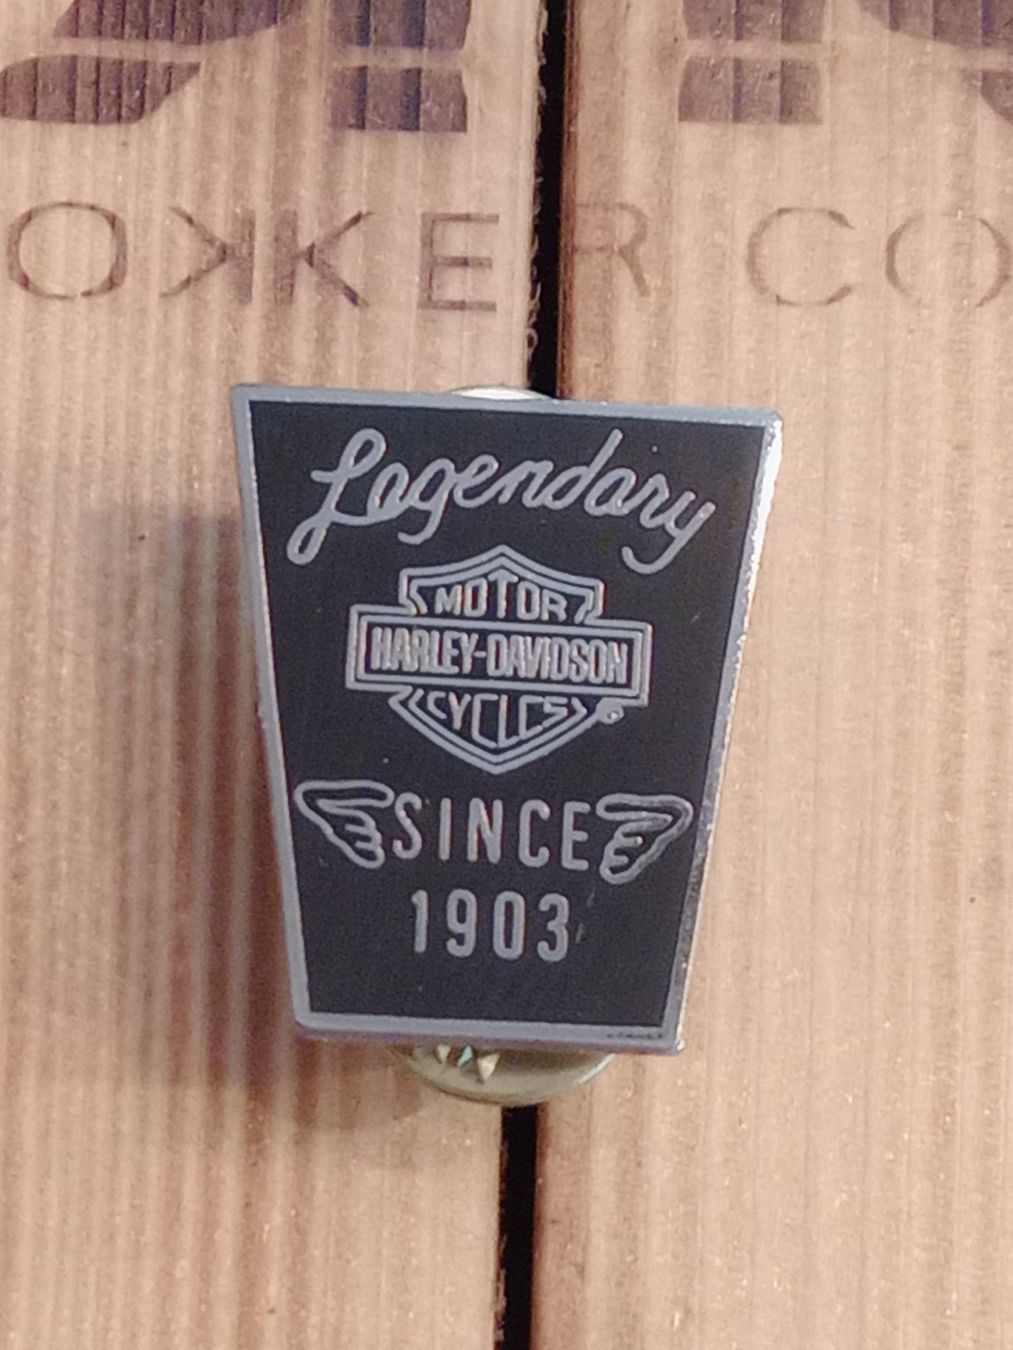 OKKER CO
Legendary
MOTOR
HARLEY-DAVIDSON
CYCLES ®
SINCE
1903